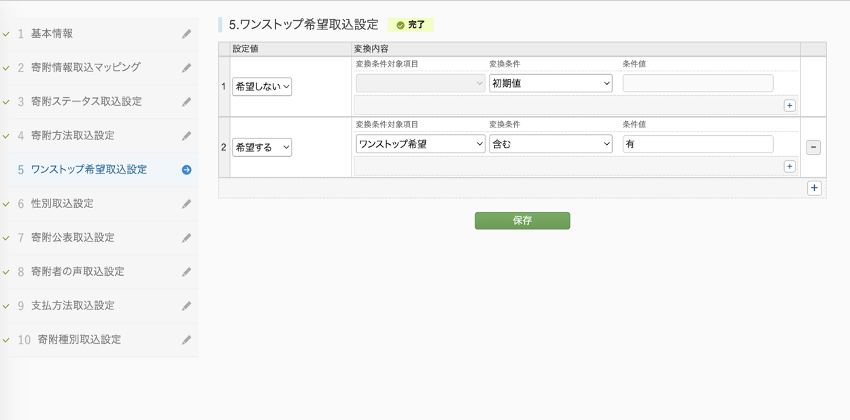 1 基本情報
2 寄附情報取込マッピング
3 寄附ステータス取込設定
4 寄附方法取込設定
5 ワンストップ希望取込設定
6 性別取込設定
7 寄附公表取込設定
8 寄附者の声取込設定
9 支払方法取込設定
10 寄附種別取込設定
5.ワンストップ希望取込設定 完了
設定値 変換内容
変換条件対象項目 変換条件 条件値
1 希望しない 初期値
変換条件対象項目 変換条件 条件値
2 希望する ワンストップ希望 含む 有
保存